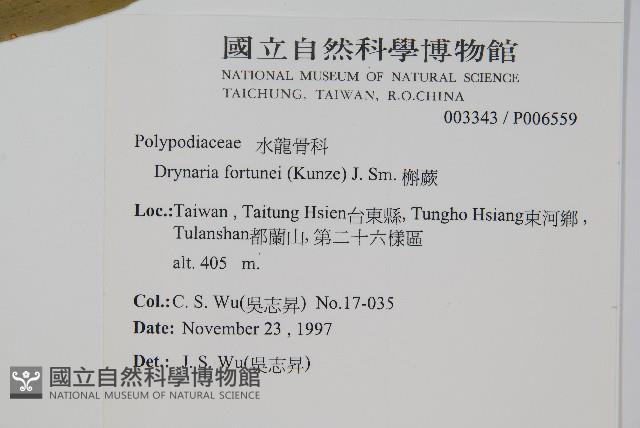 國立自然科學博物館
NATIONAL MUSEUM OF NATURAL SCIENCE
TAICHUNG, TAIWAN, R.O.CHINA
003343 / P006559
Polypodiaceae 水龍骨科
Drynaria fortunei (Kunze) J. Sm. 槲蕨
Loc.:Taiwan , Taitung Hsien台東縣, Tungho Hsiang東河鄉 ,
Tulanshan都蘭山, 第二十六樣區
alt. 405 m.
Col.:C. S. Wu(吳志昇) No.17-035
Date: November 23 , 1997
Det.: J. S. Wu(吳志昇)
國立自然科學博物館
NATIONAL MUSEUM OF NATURAL SCIENCE